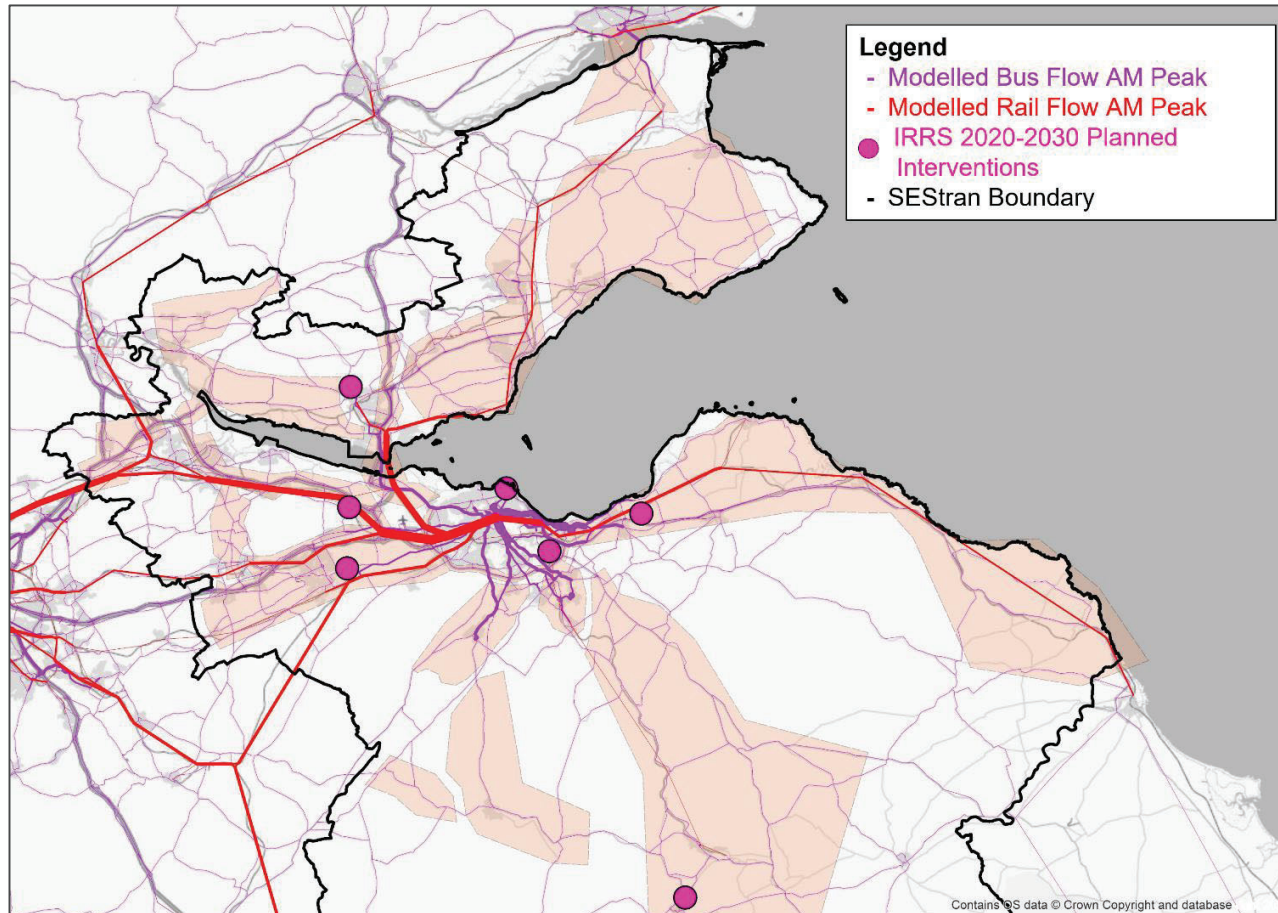 Legend
- Modelled Bus Flow AM Peak
- Modelled Rail Flow AM Peak
IRRS 2020-2030 Planned
Interventions
- SEStran Boundary
Contains OS data © Crown Copyright and database